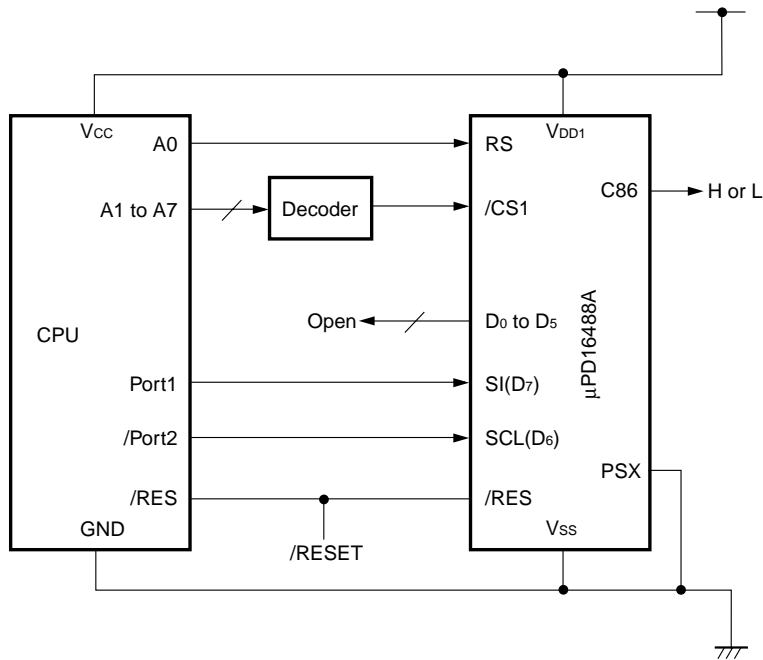 VCC
VDD1
A0
RS
C86
H or L
A1 to A7
Decoder
/CS1
Open
D0 to D5
CPU
µPD16488A
Port1
SI(D7)
/Port2
SCL(D6)
PSX
/RES
/RES
GND
VSS
/RESET